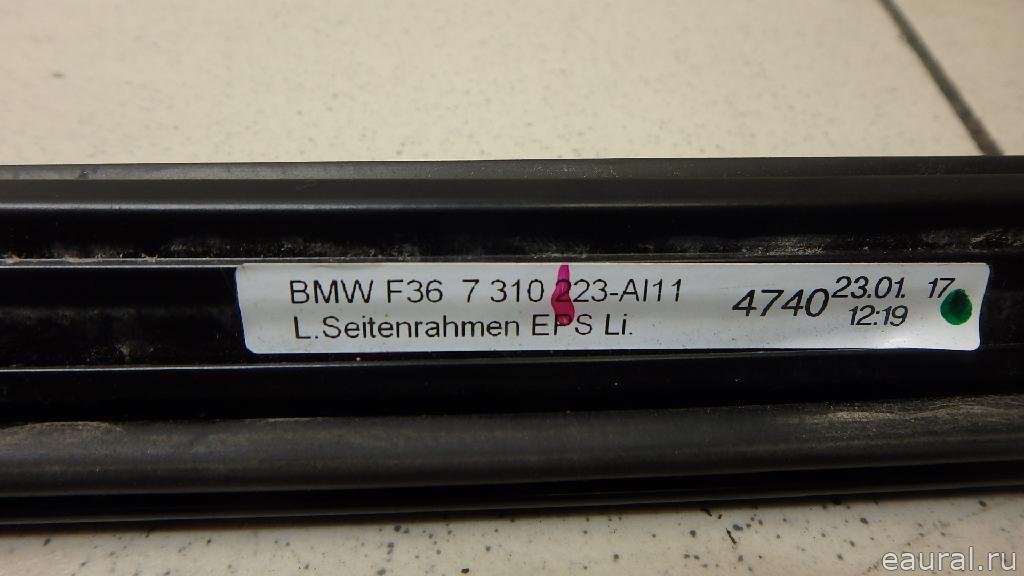 BMW F36 7 310 223-AI11
L.Seitenrahmen EPS Li.
4740
23.01. 17
12:19
eaural.ru